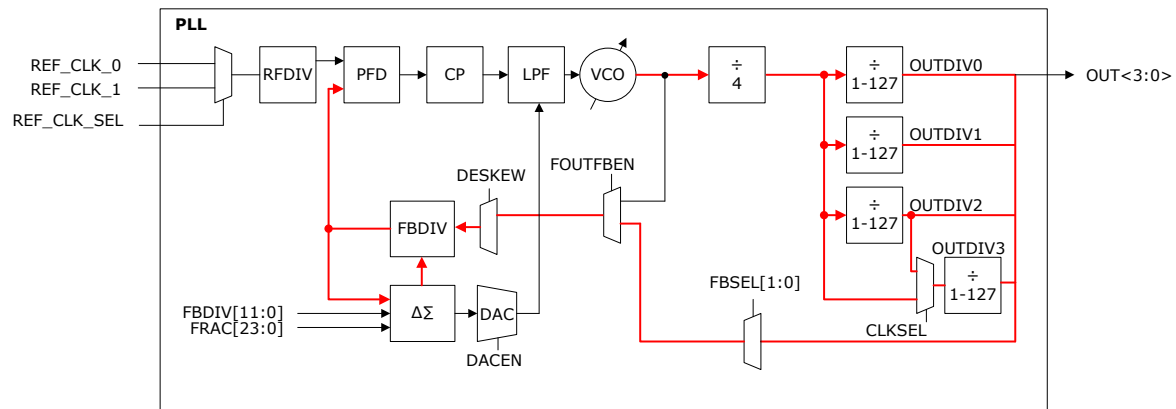 PLL
REF_CLK_0
REF_CLK_1
REF_CLK_SEL
RFDIV
PFD
CP
LPF
VCO
÷
4
÷
1-127
OUTDIV0
OUT<3:0>
÷
1-127
OUTDIV1
÷
1-127
OUTDIV2
OUTDIV3
÷
1-127
CLKSEL
FOUTFBEN
DESKEW
FBDIV
FBSEL[1:0]
FBDIV[11:0]
FRAC[23:0]
ΔΣ
DAC
DACEN